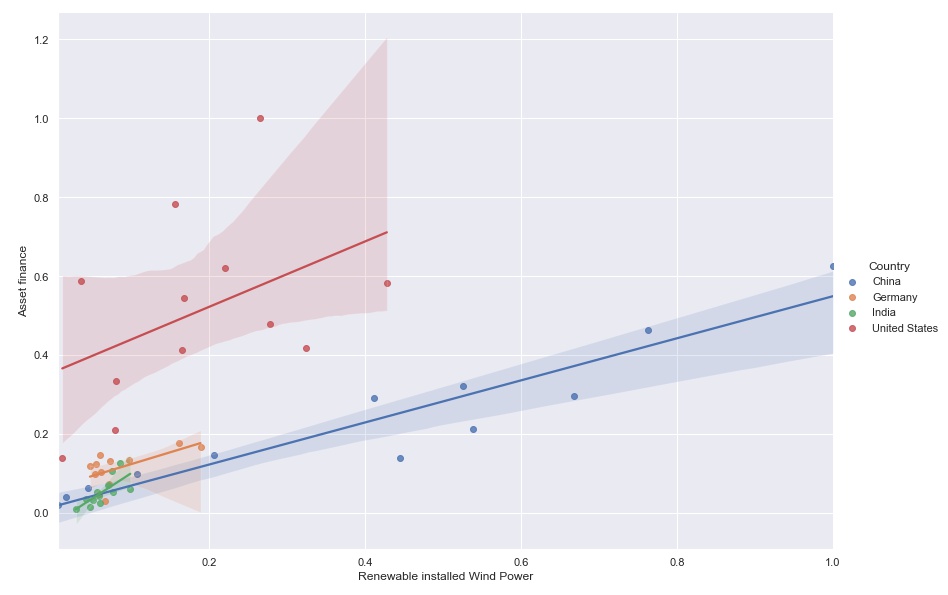 1.2
1.0
0.8
0.6
0.4
0.2
0.0
Asset finance
0.2
0.4
0.6
0.8
1.0
Renewable installed Wind Power
Country
China
Germany
India
United States